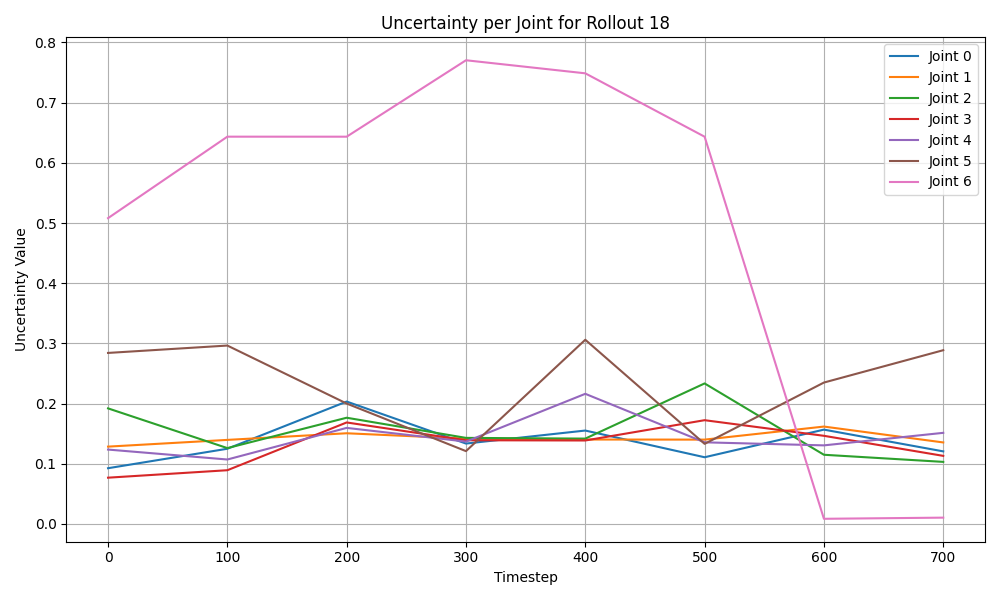 Uncertainty per Joint for Rollout 18
Uncertainty Value
0.8
0.7
0.6
0.5
0.4
0.3
0.2
0.1
0.0
Joint 0
Joint 1
Joint 2
Joint 3
Joint 4
Joint 5
Joint 6
0 100 200 300 400 500 600 700
Timestep